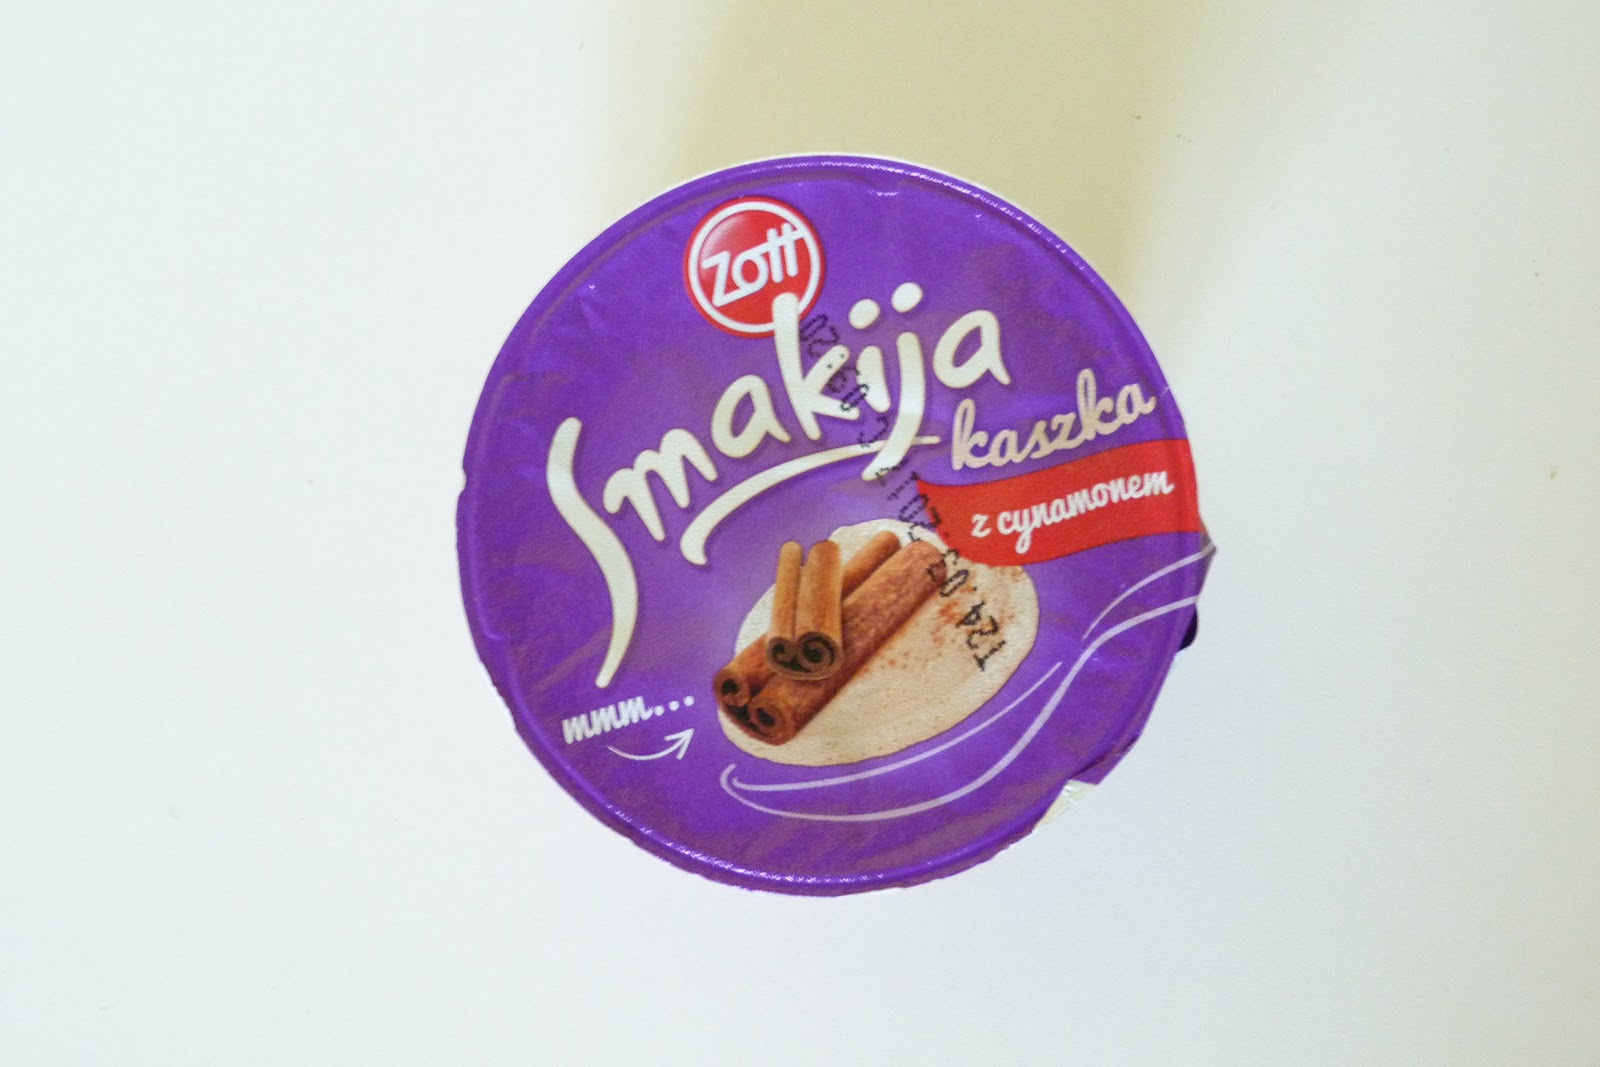 Zott
Smakija
kaszka
z cynamonem
mmm...